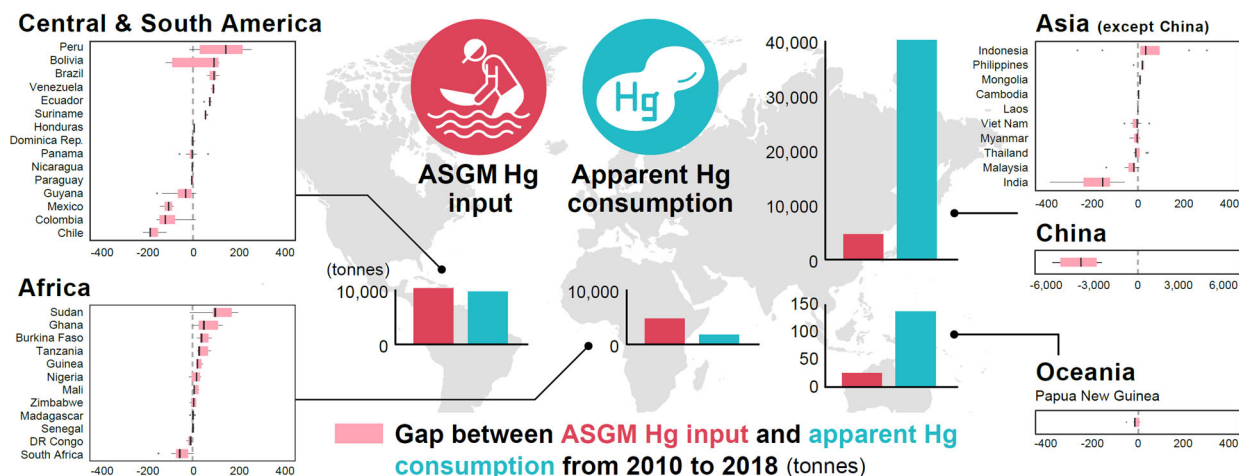 Central & South America
Peru
Bolivia
Brazil
Venezuela
Ecuador
Suriname
Honduras
Dominica Rep.
Panama
Nicaragua
Paraguay
Guyana
Mexico
Colombia
Chile
-400 -200 0 200 400
Africa
Sudan
Ghana
Burkina Faso
Tanzania
Guinea
Nigeria
Mali
Zimbabwe
Madagascar
Senegal
DR Congo
South Africa
-400 -200 0 200 400
Hg
ASGM Hg
input
Apparent Hg
consumption
(tonnes)
10,000
0
10,000
0
40,000
30,000
20,000
10,000
0
150
100
50
0
Asia (except China)
Indonesia
Philippines
Mongolia
Cambodia
Laos
Viet Nam
Myanmar
Thailand
Malaysia
India
-400 -200 0 200 400
China
-6,000 -3,000 0 3,000 6,000
Oceania
Papua New Guinea
-400 -200 0 200 400
Gap between ASGM Hg input and apparent Hg
consumption from 2010 to 2018 (tonnes)